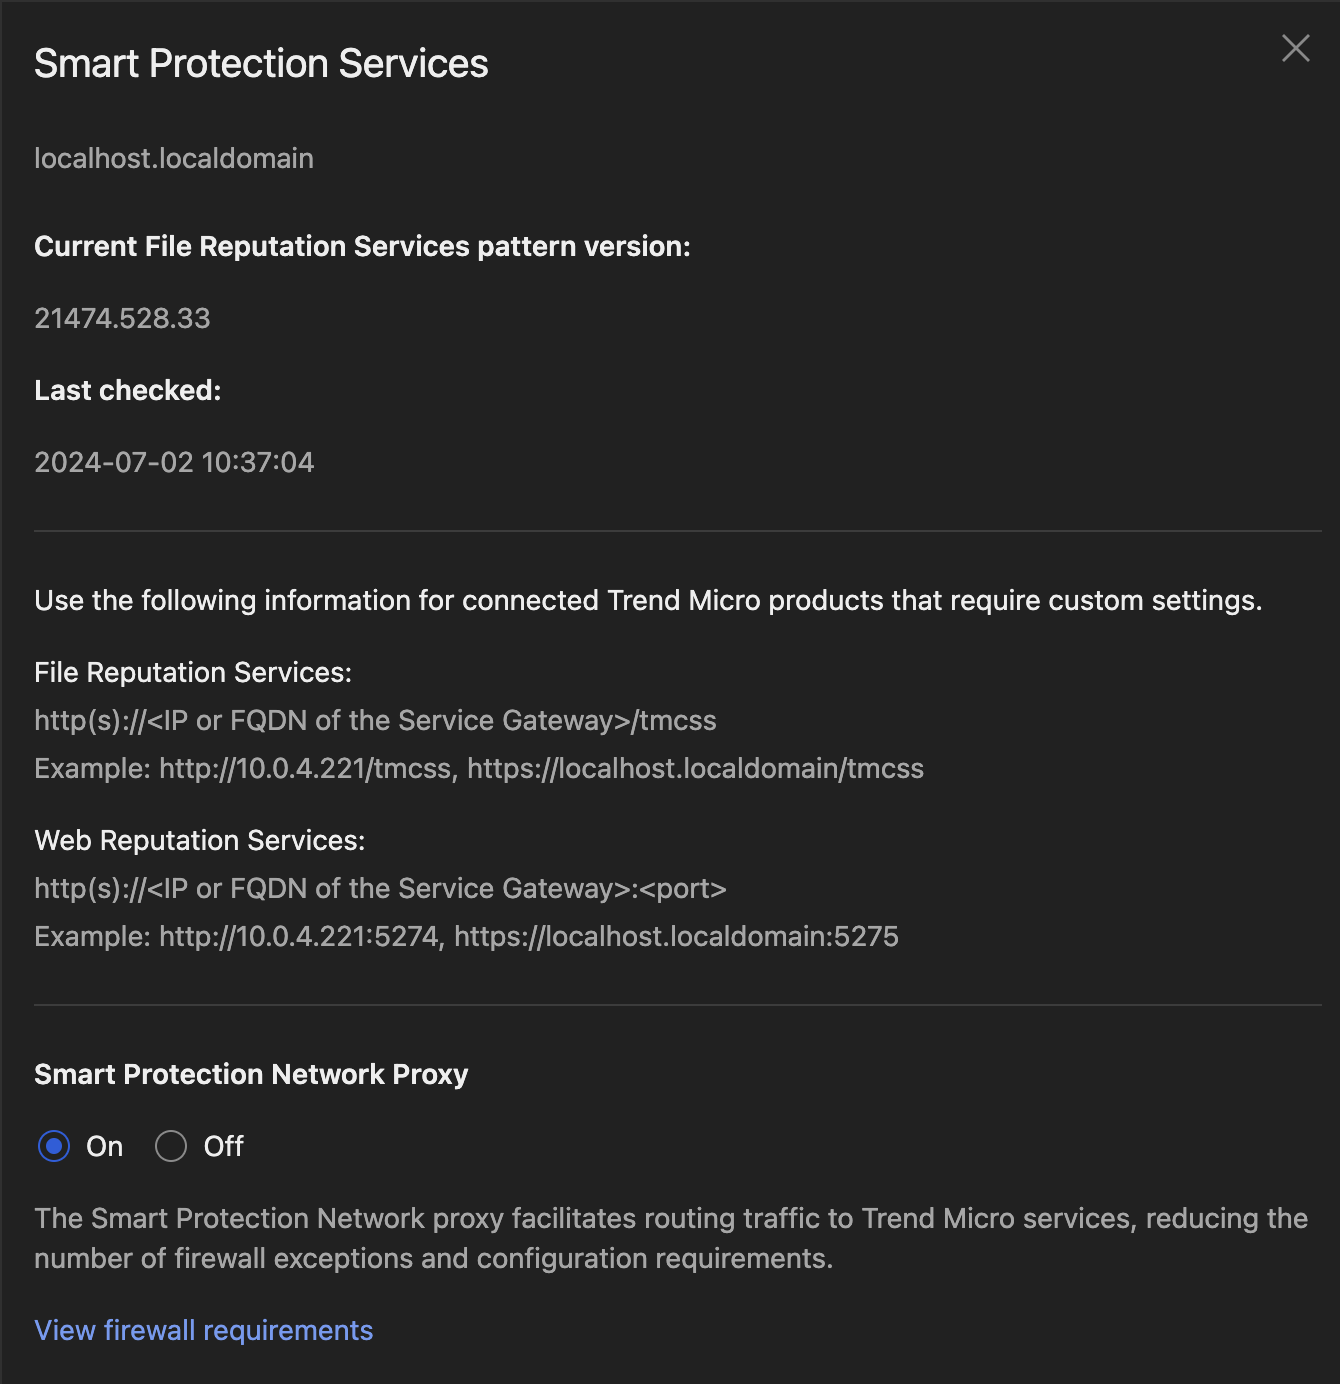 Smart Protection Services
localhost.localdomain
Current File Reputation Services pattern version:
21474.528.33
Last checked:
2024-07-02 10:37:04
Use the following information for connected Trend Micro products that require custom settings.
File Reputation Services:
http(s)://<IP or FQDN of the Service Gateway>/tmcss
Example: http://10.0.4.221/tmcss, https://localhost.localdomain/tmcss
Web Reputation Services:
http(s)://<IP or FQDN of the Service Gateway>:<port>
Example: http://10.0.4.221:5274, https://localhost.localdomain:5275
Smart Protection Network Proxy
On Off
The Smart Protection Network proxy facilitates routing traffic to Trend Micro services, reducing the
number of firewall exceptions and configuration requirements.
View firewall requirements